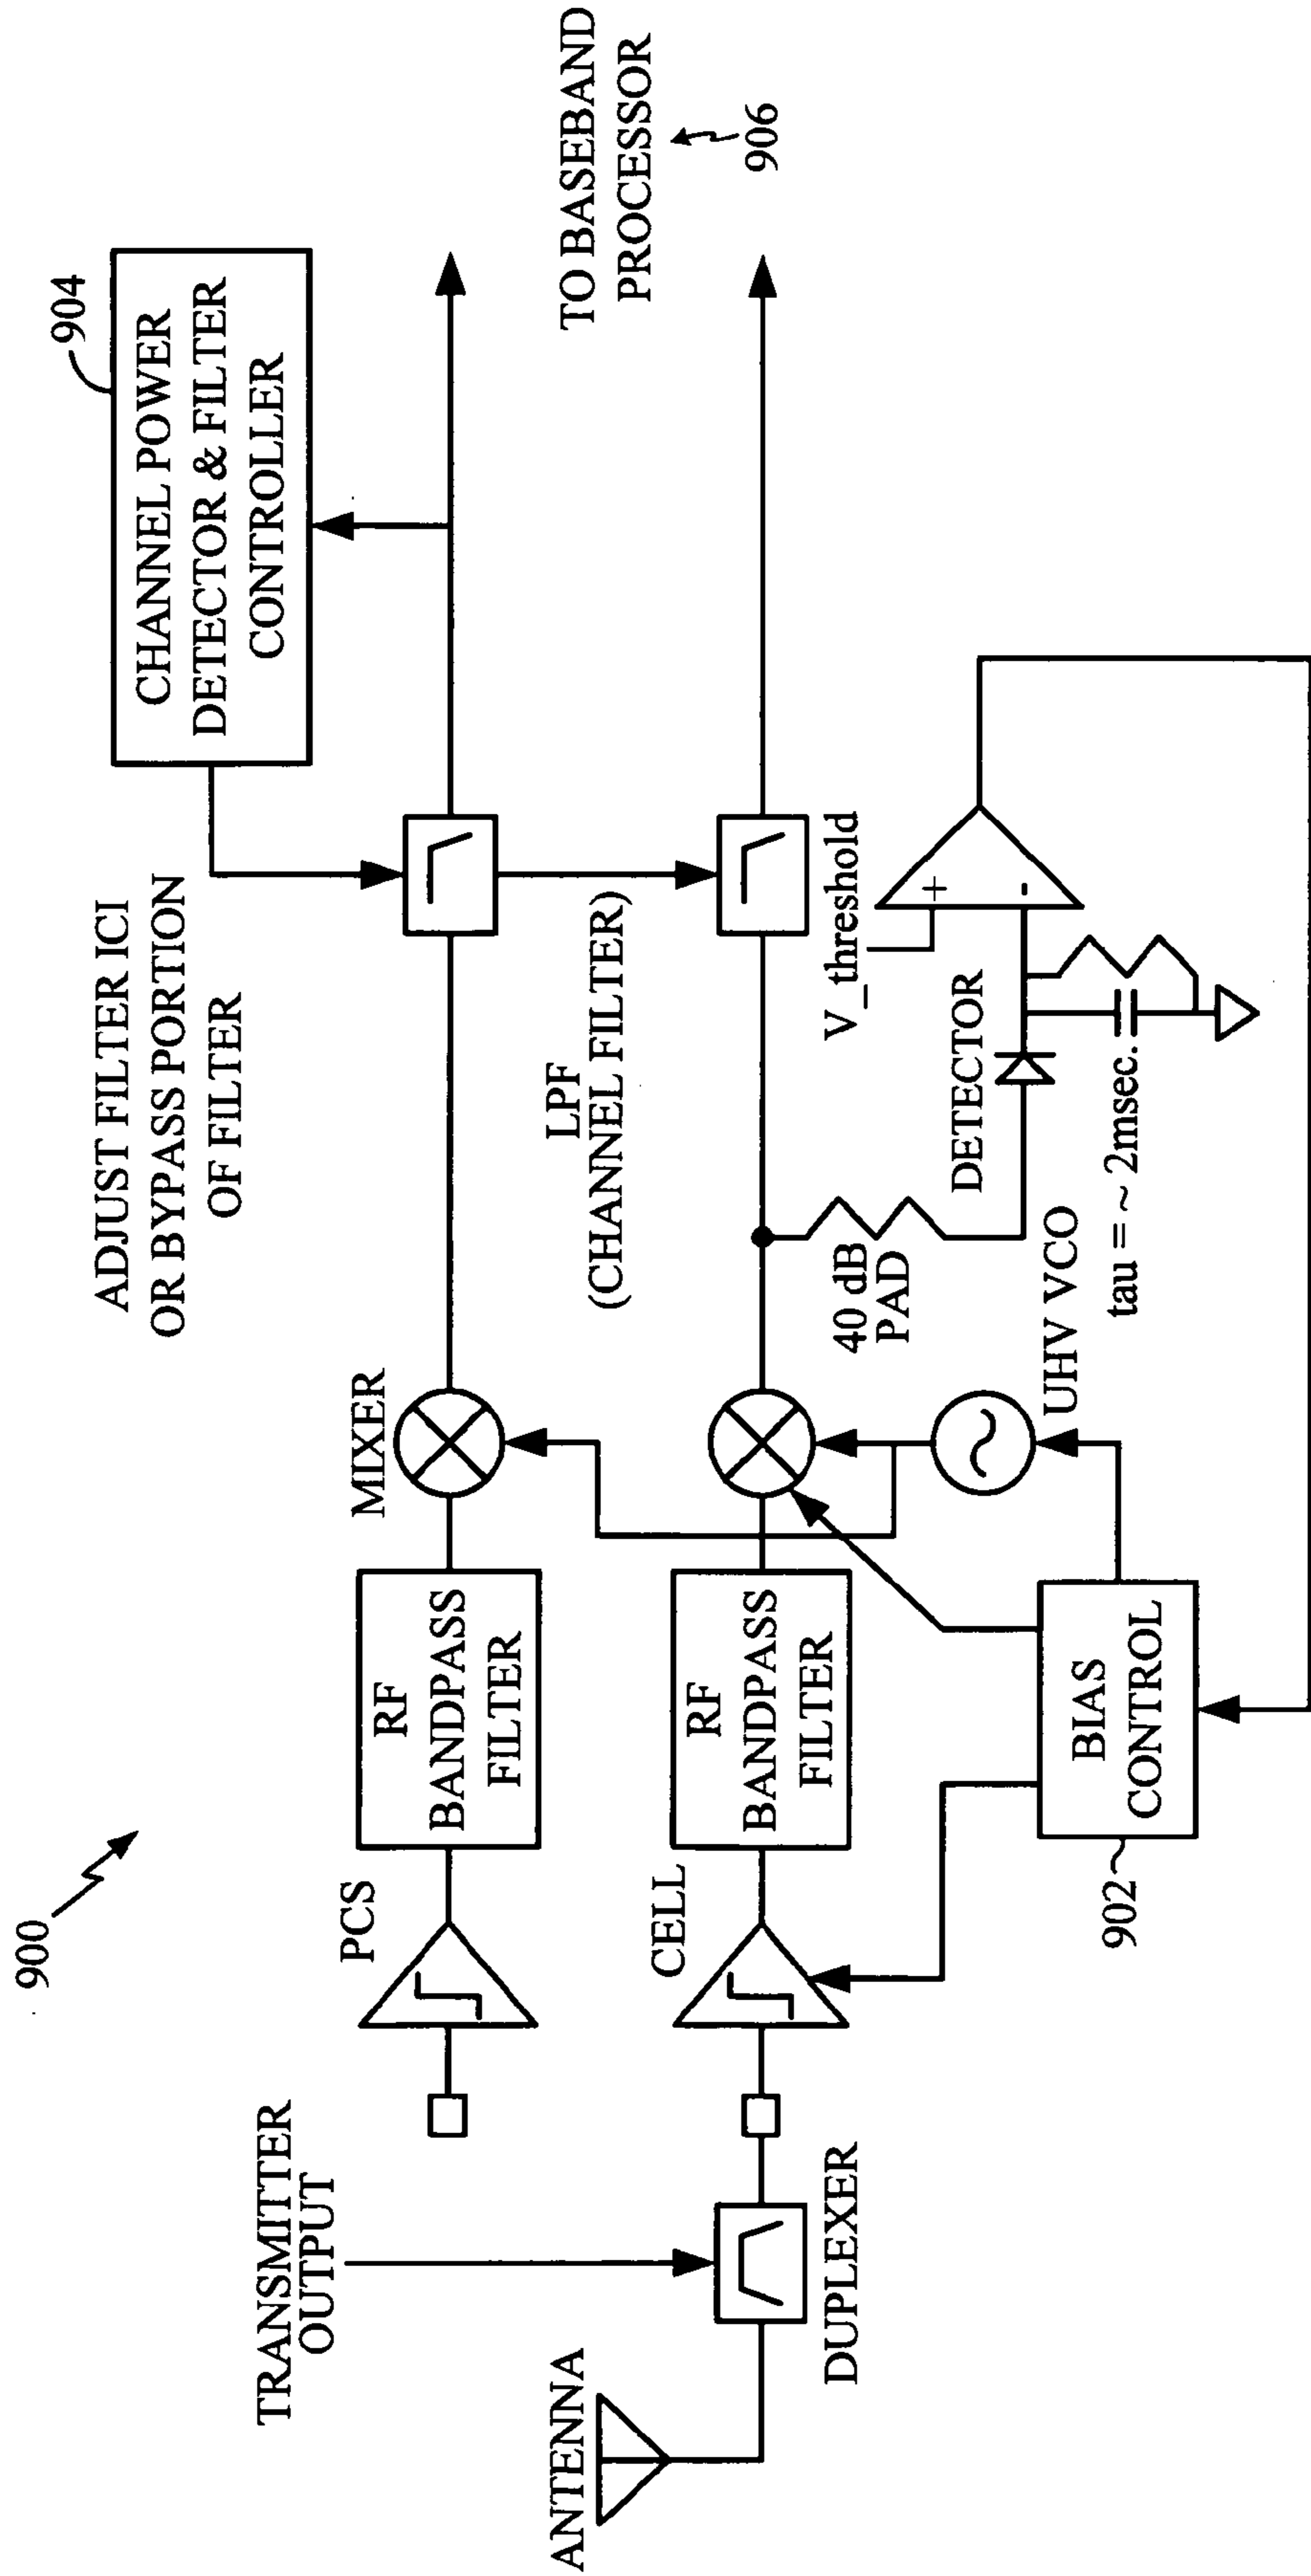 900
TRANSMITTER
OUTPUT
ANTENNA
DUPLEXER
PCS
CELL
RF
BANDPASS
FILTER
RF
BANDPASS
FILTER
902
BIAS
CONTROL
MIXER
UHV VCO
40 dB
PAD
DETECTOR
tau = ~ 2msec.
V_threshold
+
-
LPF
(CHANNEL FILTER)
ADJUST FILTER ICI
OR BYPASS PORTION
OF FILTER
904
CHANNEL POWER
DETECTOR & FILTER
CONTROLLER
TO BASEBAND
PROCESSOR
906